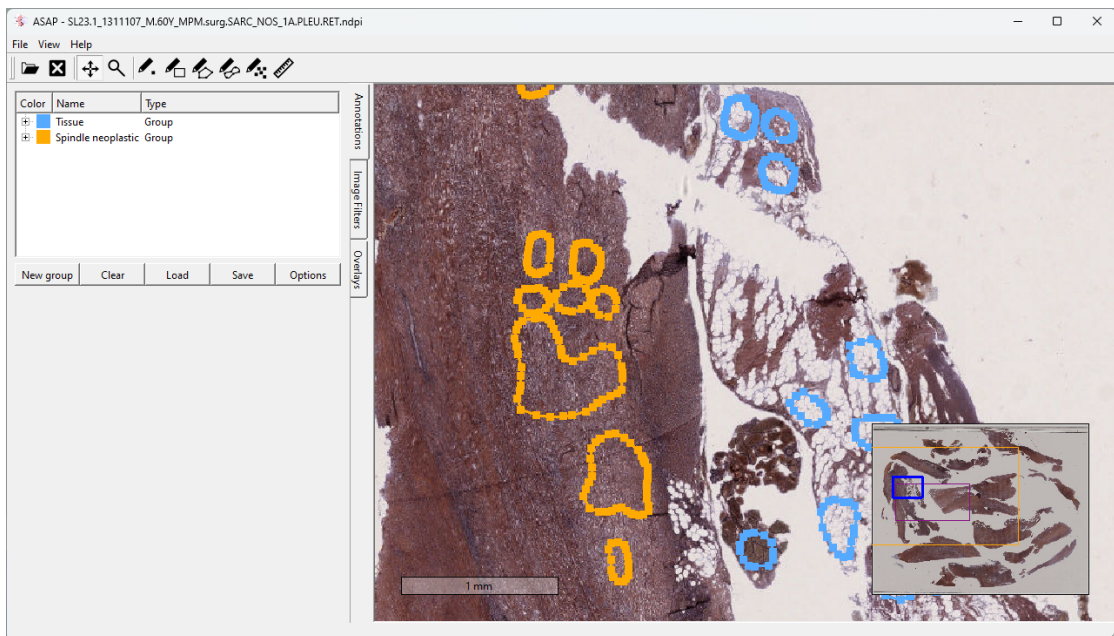 ASAP - SL23.1_1311107_M.60Y_MPM.surg.SARC_NOS_1A.PLEU.RET.ndpi
File View Help
Color Name Type
Tissue Group
Spindle neoplastic Group
New group Clear Load Save Options
Annotations
Image Filters
Overlays
1 mm